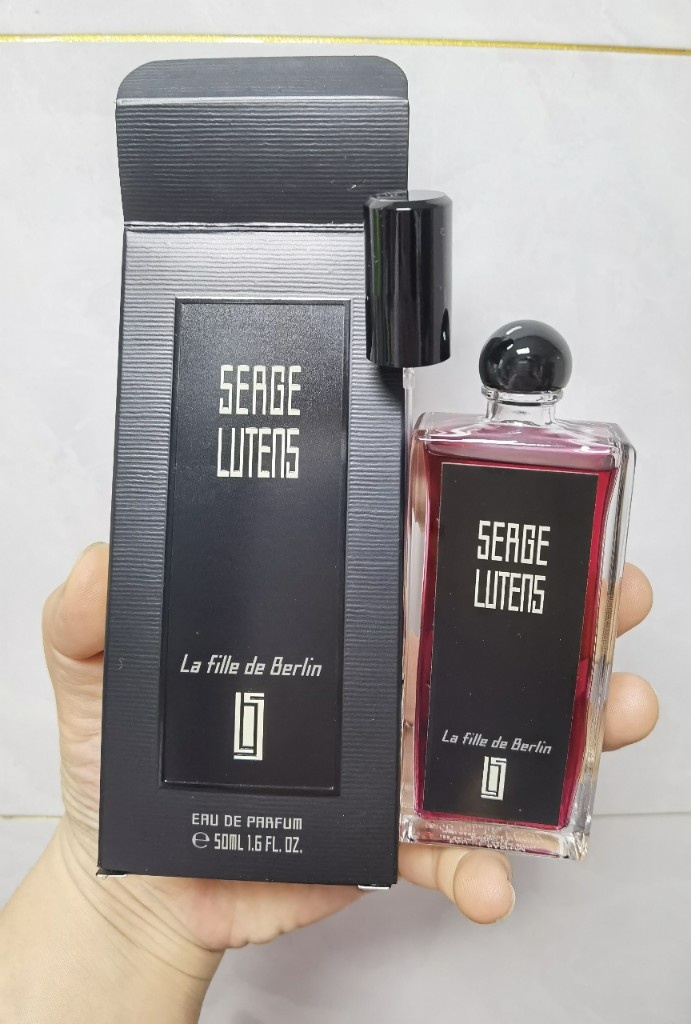 SERGE
LUTENS
La fille de Berlin
EAU DE PARFUM
℮ 50ML 1.6 FL. OZ.
SERGE
LUTENS
La fille de Berlin